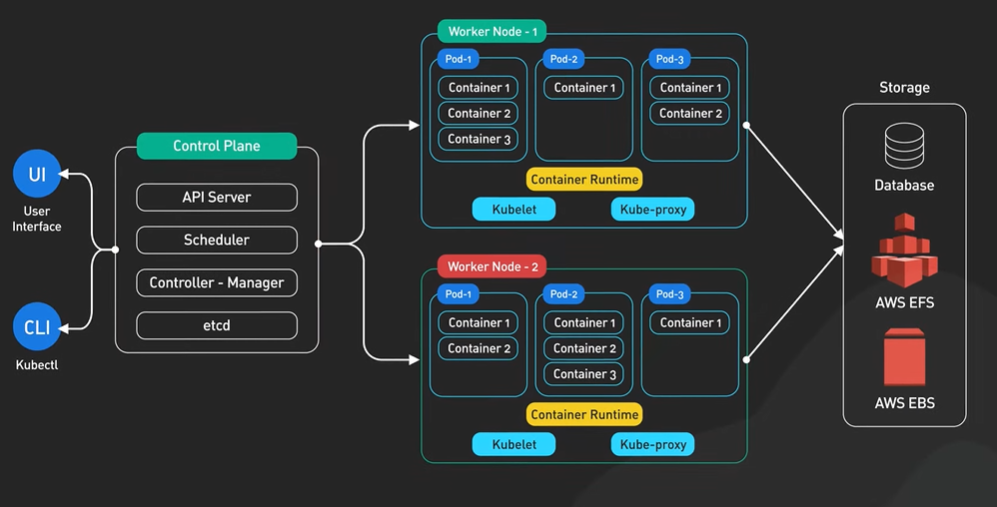 UI
User
Interface
CLI
Kubectl
Control Plane
API Server
Scheduler
Controller - Manager
etcd
Worker Node - 1
Pod-1
Container 1
Container 2
Container 3
Pod-2
Container 1
Pod-3
Container 1
Container 2
Container Runtime
Kubelet
Kube-proxy
Worker Node - 2
Pod-1
Container 1
Container 2
Pod-2
Container 1
Container 2
Container 3
Pod-3
Container 1
Container Runtime
Kubelet
Kube-proxy
Storage
Database
AWS EFS
AWS EBS